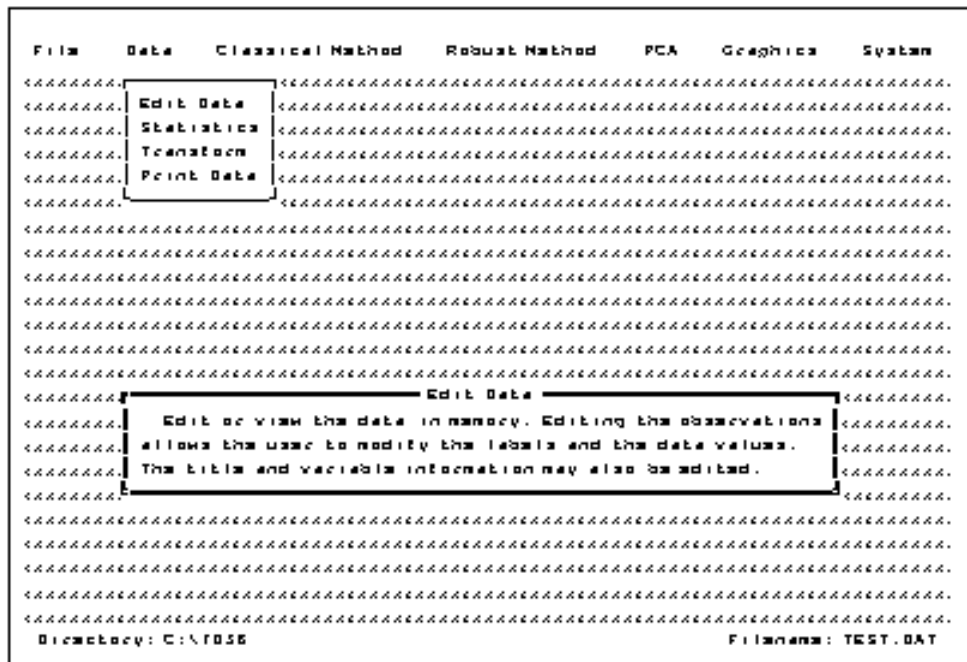 File Data Classical Method Robust Method PCA Graphics System
Edit Data
Statistics
Transform
Print Data
Edit Data
Edit or view the data in memory. Editing the observations
allows the user to modify the labels and the data values.
The title and variable information may also be edited.
Directory: C:\ Filename: TEST.DAT